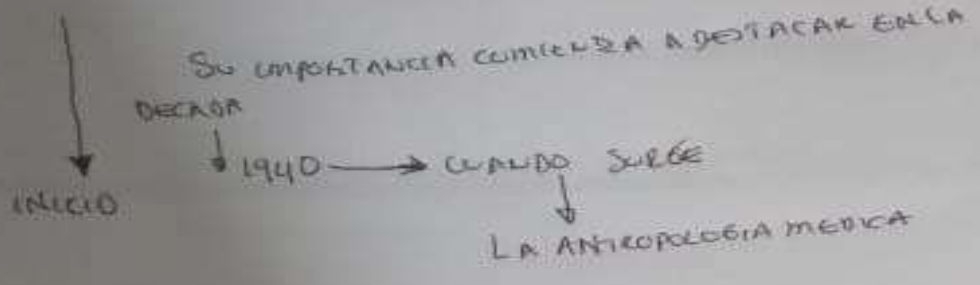 SU IMPORTANCIA COMIENZA A DESTACAR EN LA
DECADA
1940 → CUANDO SURGE
INICIO
LA ANTROPOLOGIA MEDICA